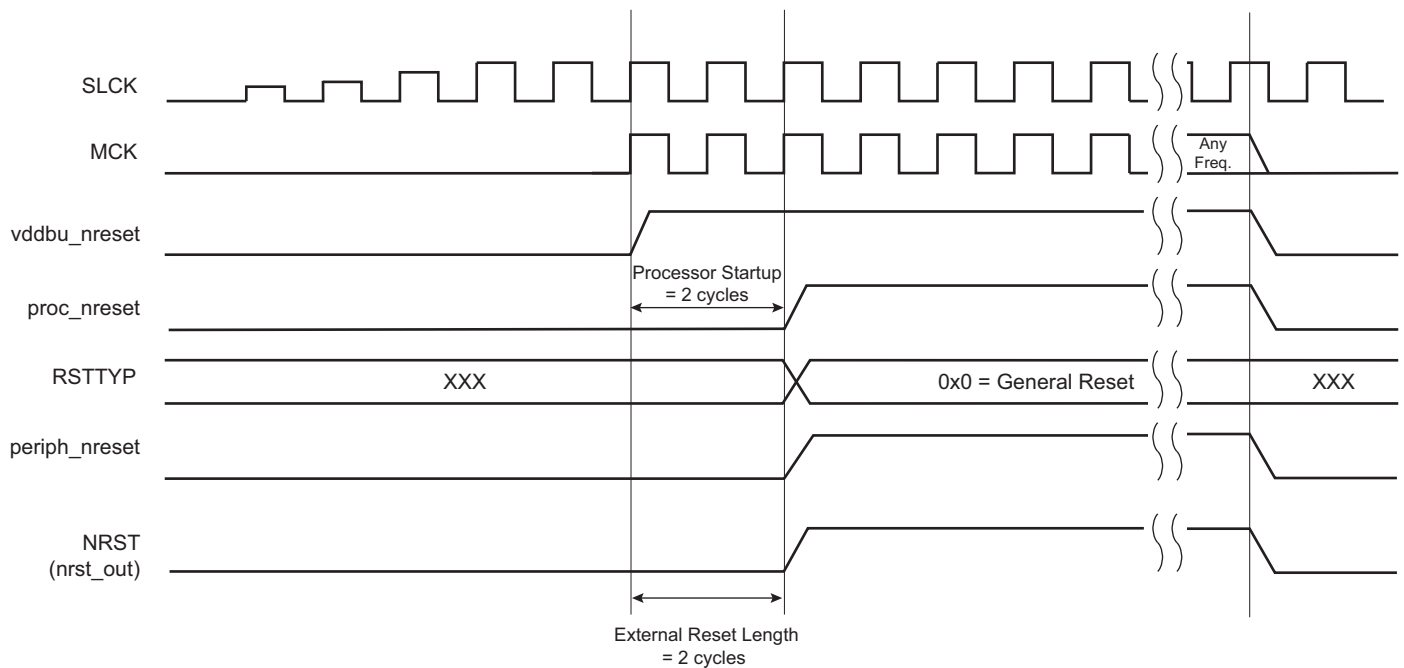 SLCK
MCK
Any
Freq.
vddbu_nreset
Processor Startup
= 2 cycles
proc_nreset
RSTTYP
XXX
0x0 = General Reset
XXX
periph_nreset
NRST
(nrst_out)
External Reset Length
= 2 cycles